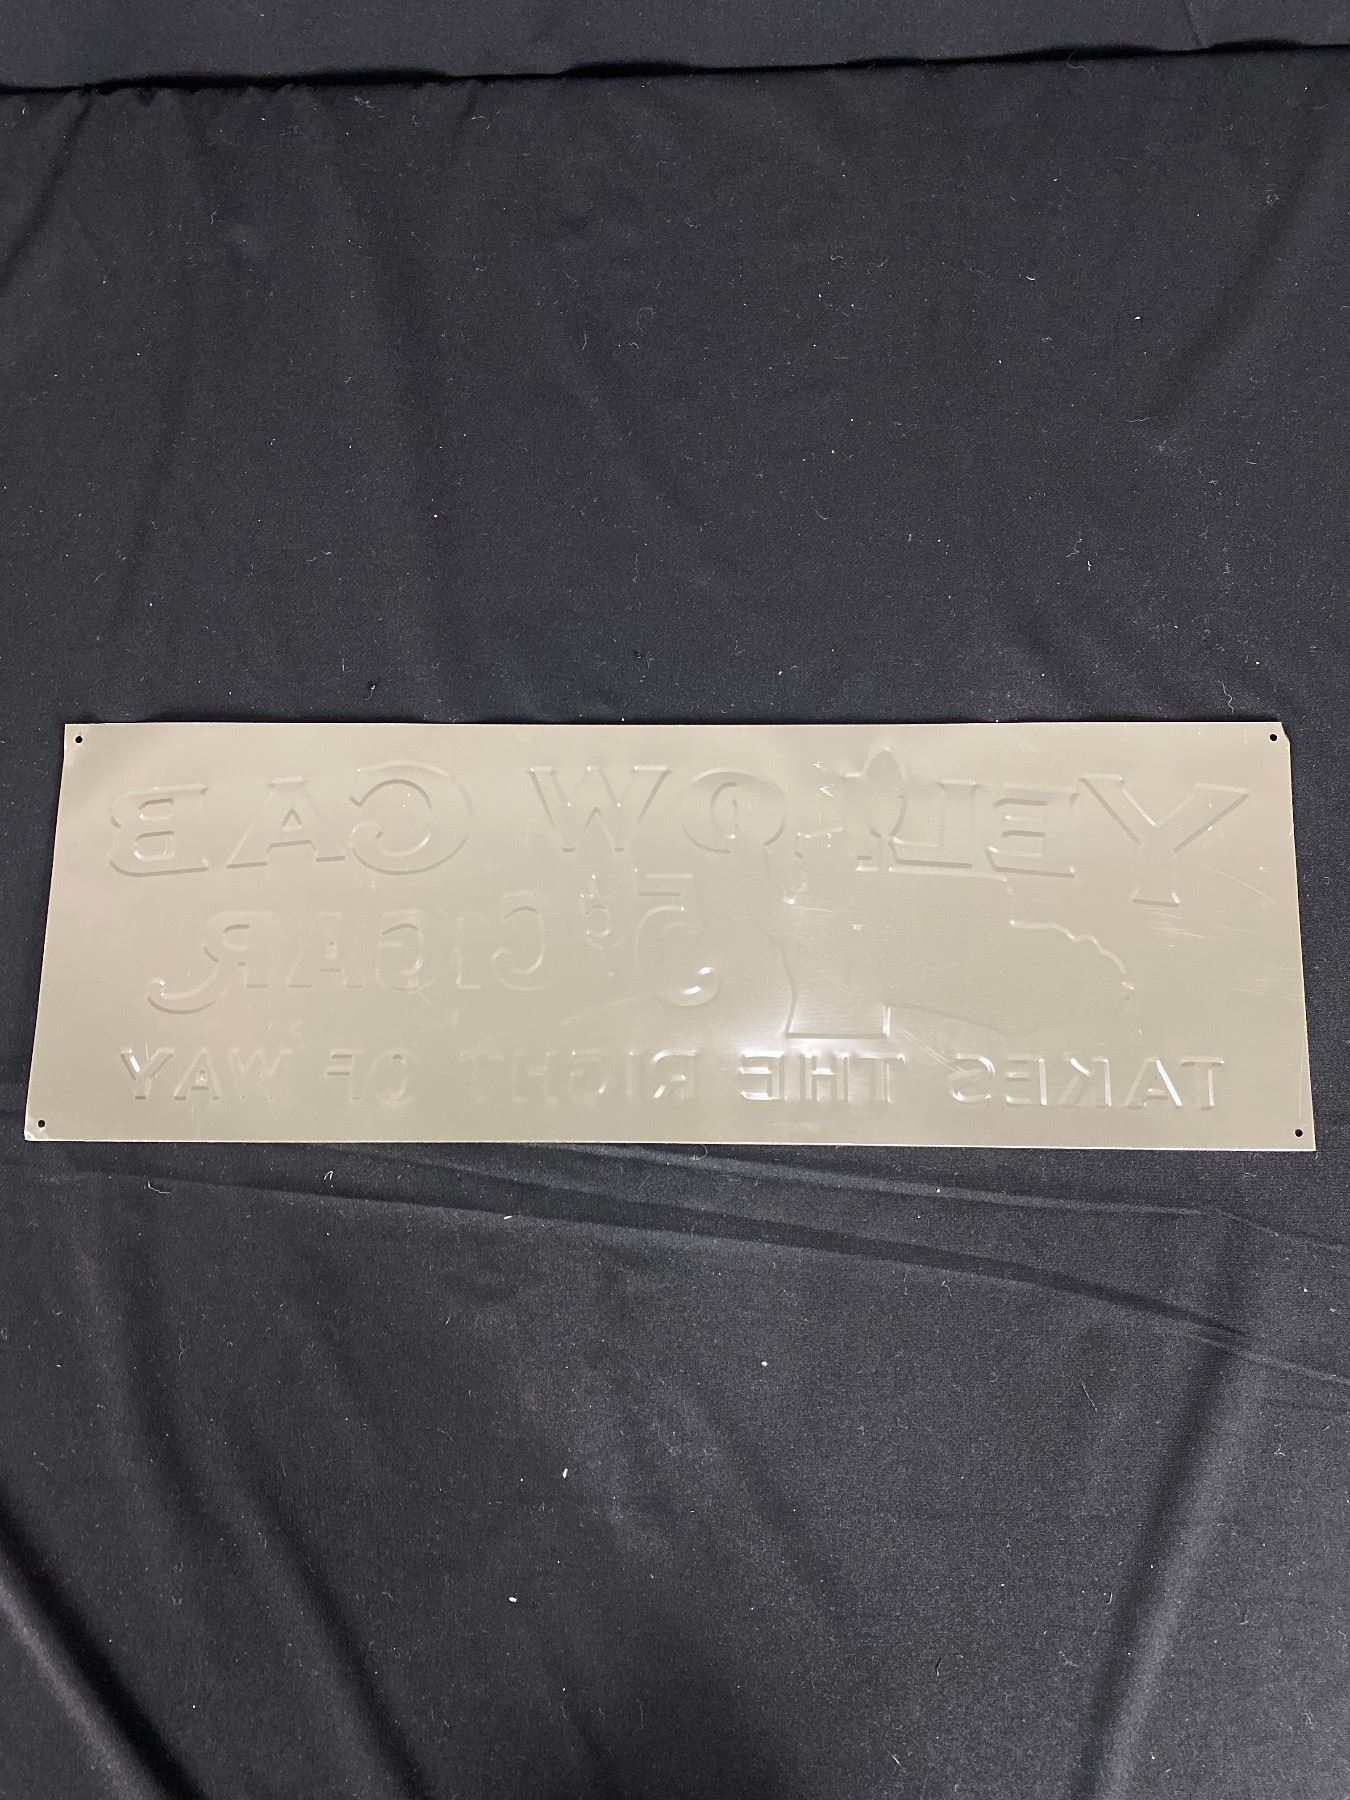 YELLOW CAB
5¢ CIGAR
TAKES THE RIGHT OF WAY